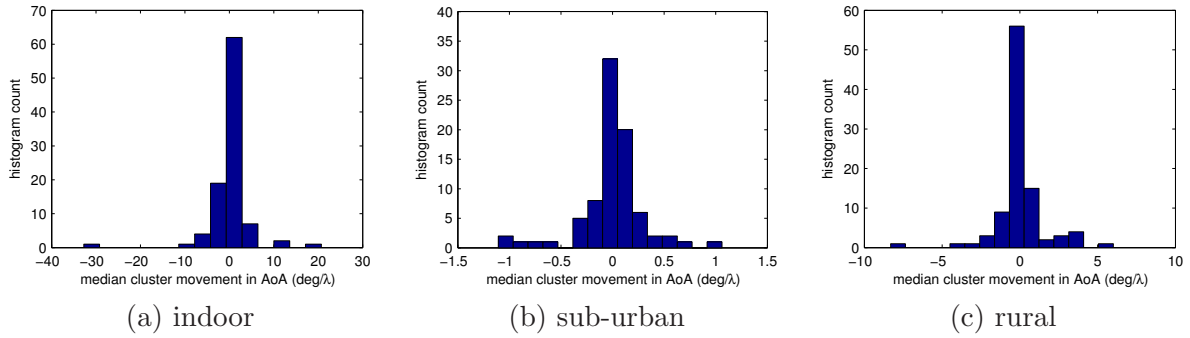 70
60
50
40
30
20
10
0
histogram count
−40 −30 −20 −10 0 10 20 30
median cluster movement in AoA (deg/λ)
(a) indoor
40
35
30
25
20
15
10
5
0
histogram count
−1.5 −1 −0.5 0 0.5 1 1.5
median cluster movement in AoA (deg/λ)
(b) sub-urban
60
50
40
30
20
10
0
histogram count
−10 −5 0 5 10
median cluster movement in AoA (deg/λ)
(c) rural